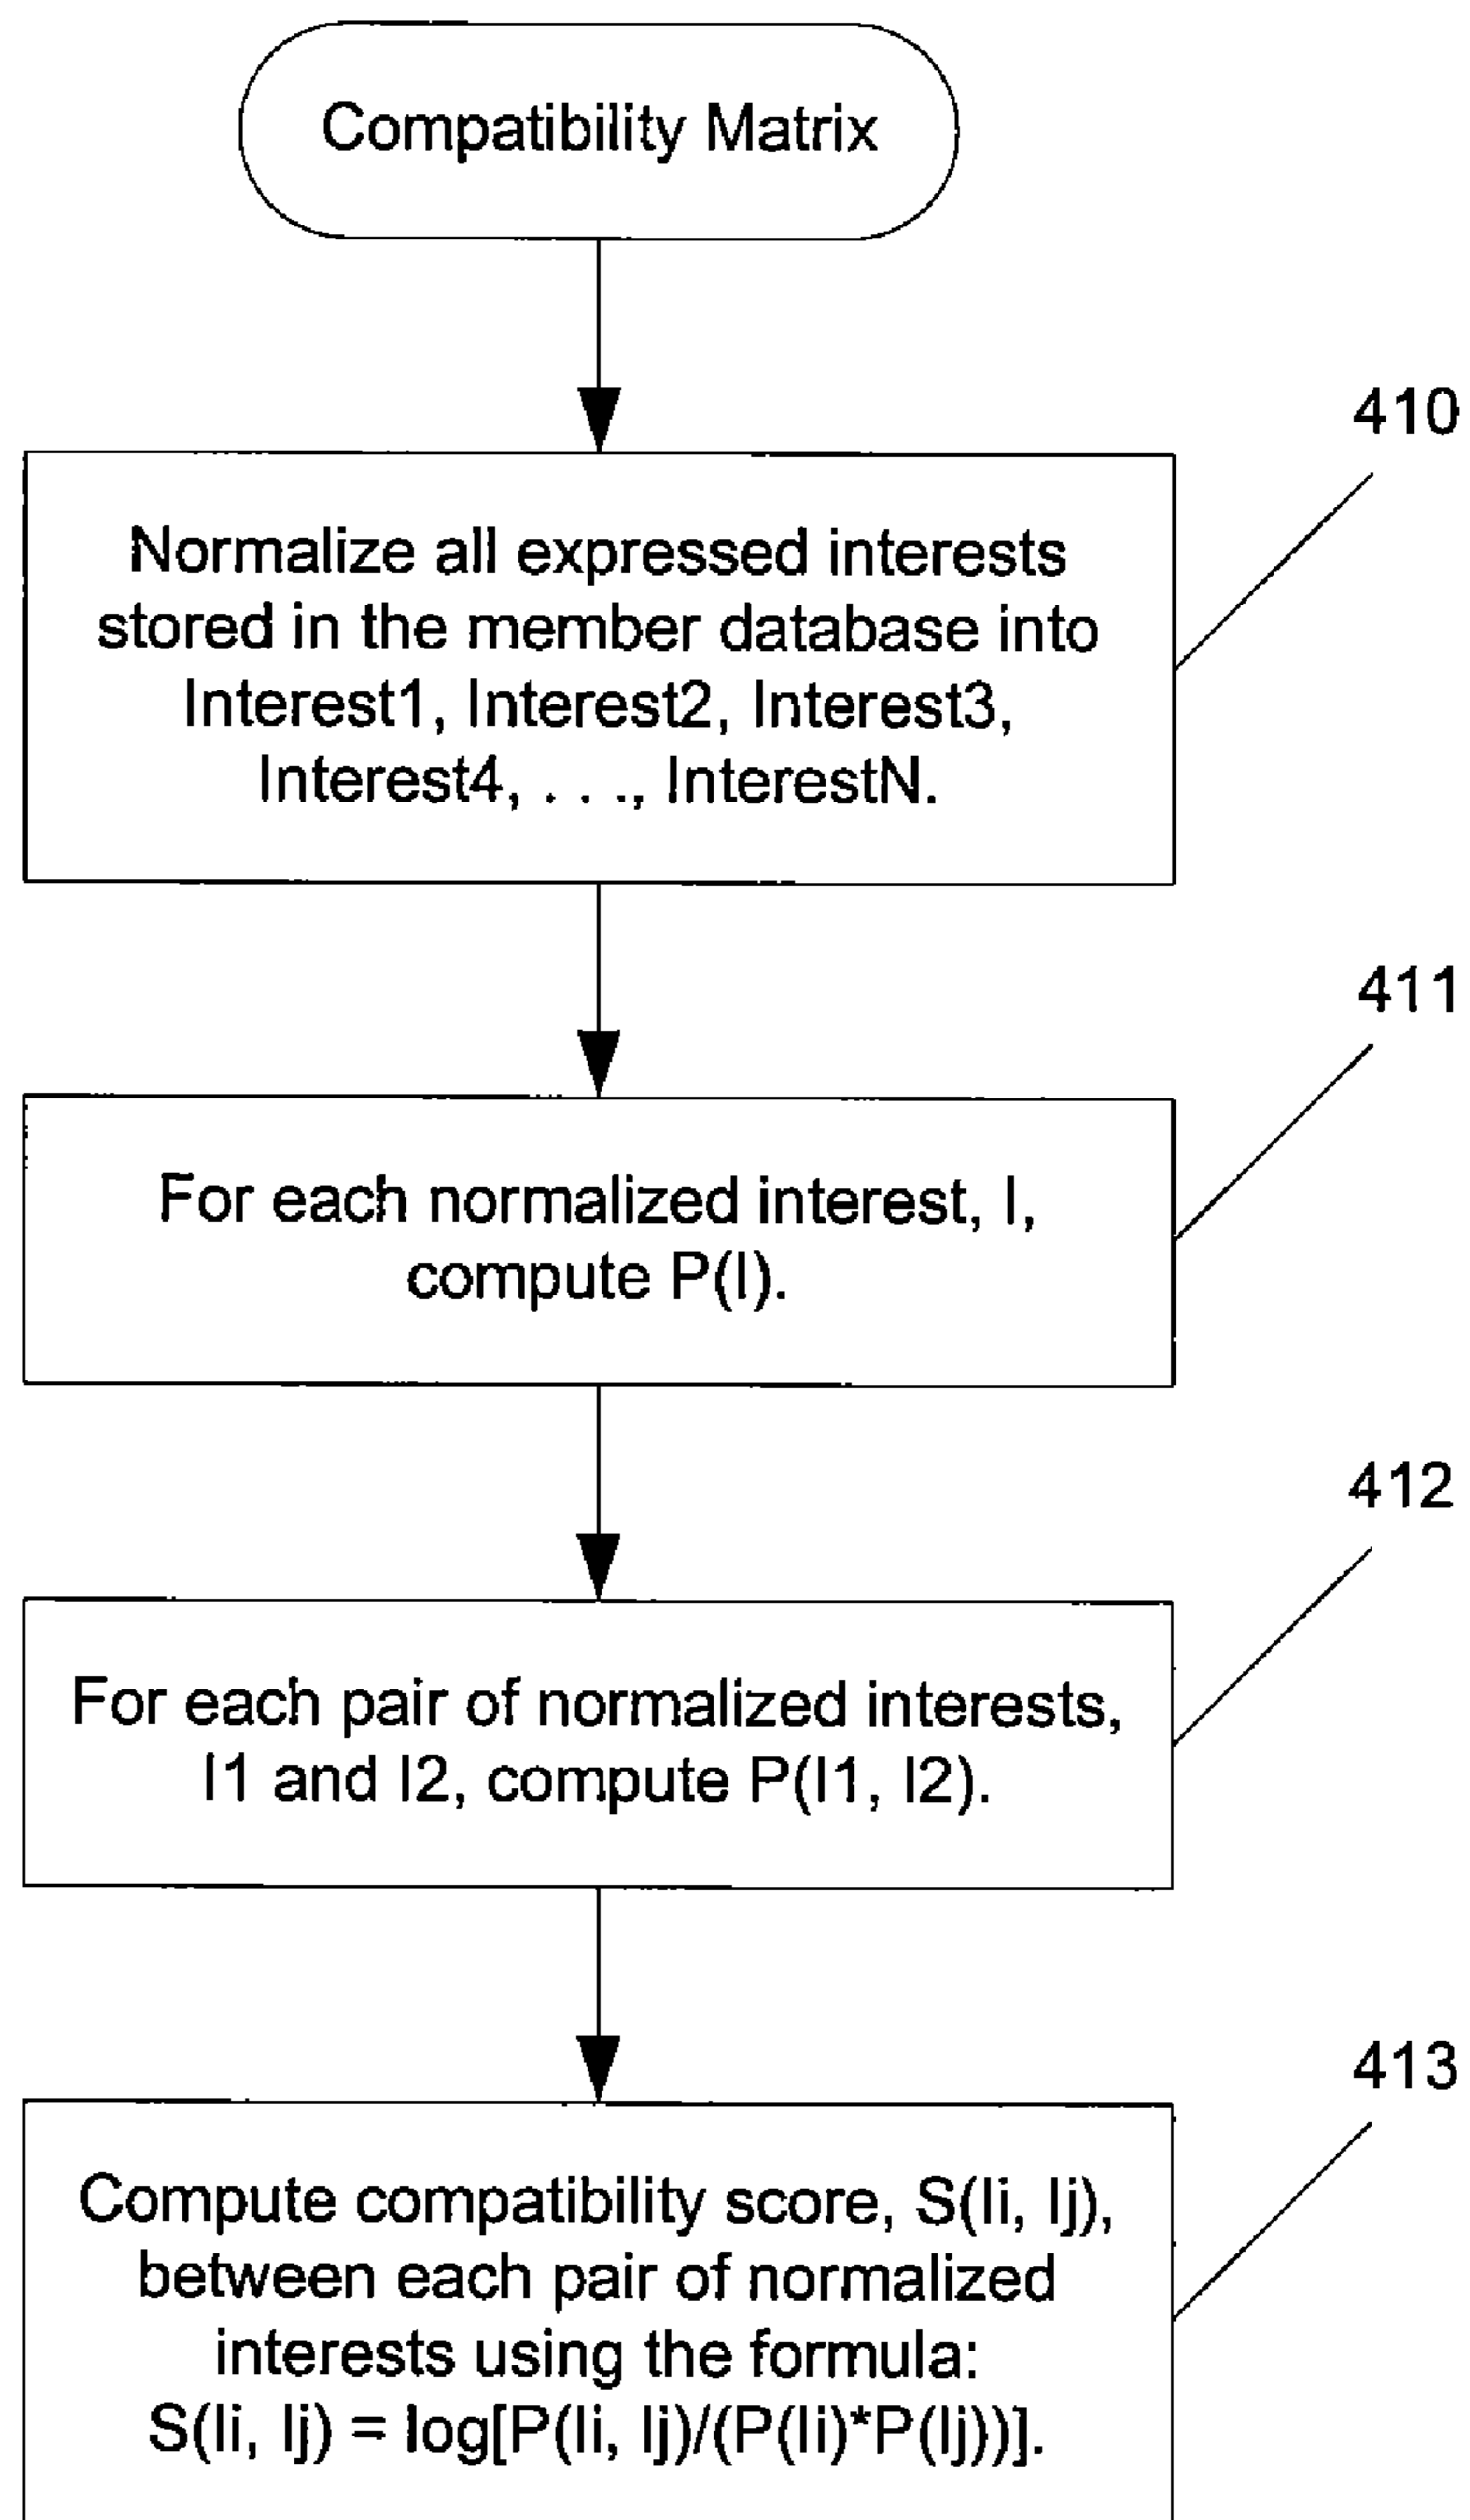 Compatibility Matrix
410
Normalize all expressed interests
stored in the member database into
Interest1, Interest2, Interest3,
Interest4, . . ., InterestN.
411
For each normalized interest, I,
compute P(I).
412
For each pair of normalized interests,
I1 and I2, compute P(I1, I2).
413
Compute compatibility score, S(Ii, Ij),
between each pair of normalized
interests using the formula:
S(Ii, Ij) = log[P(Ii, Ij)/(P(Ii)*P(Ij))].